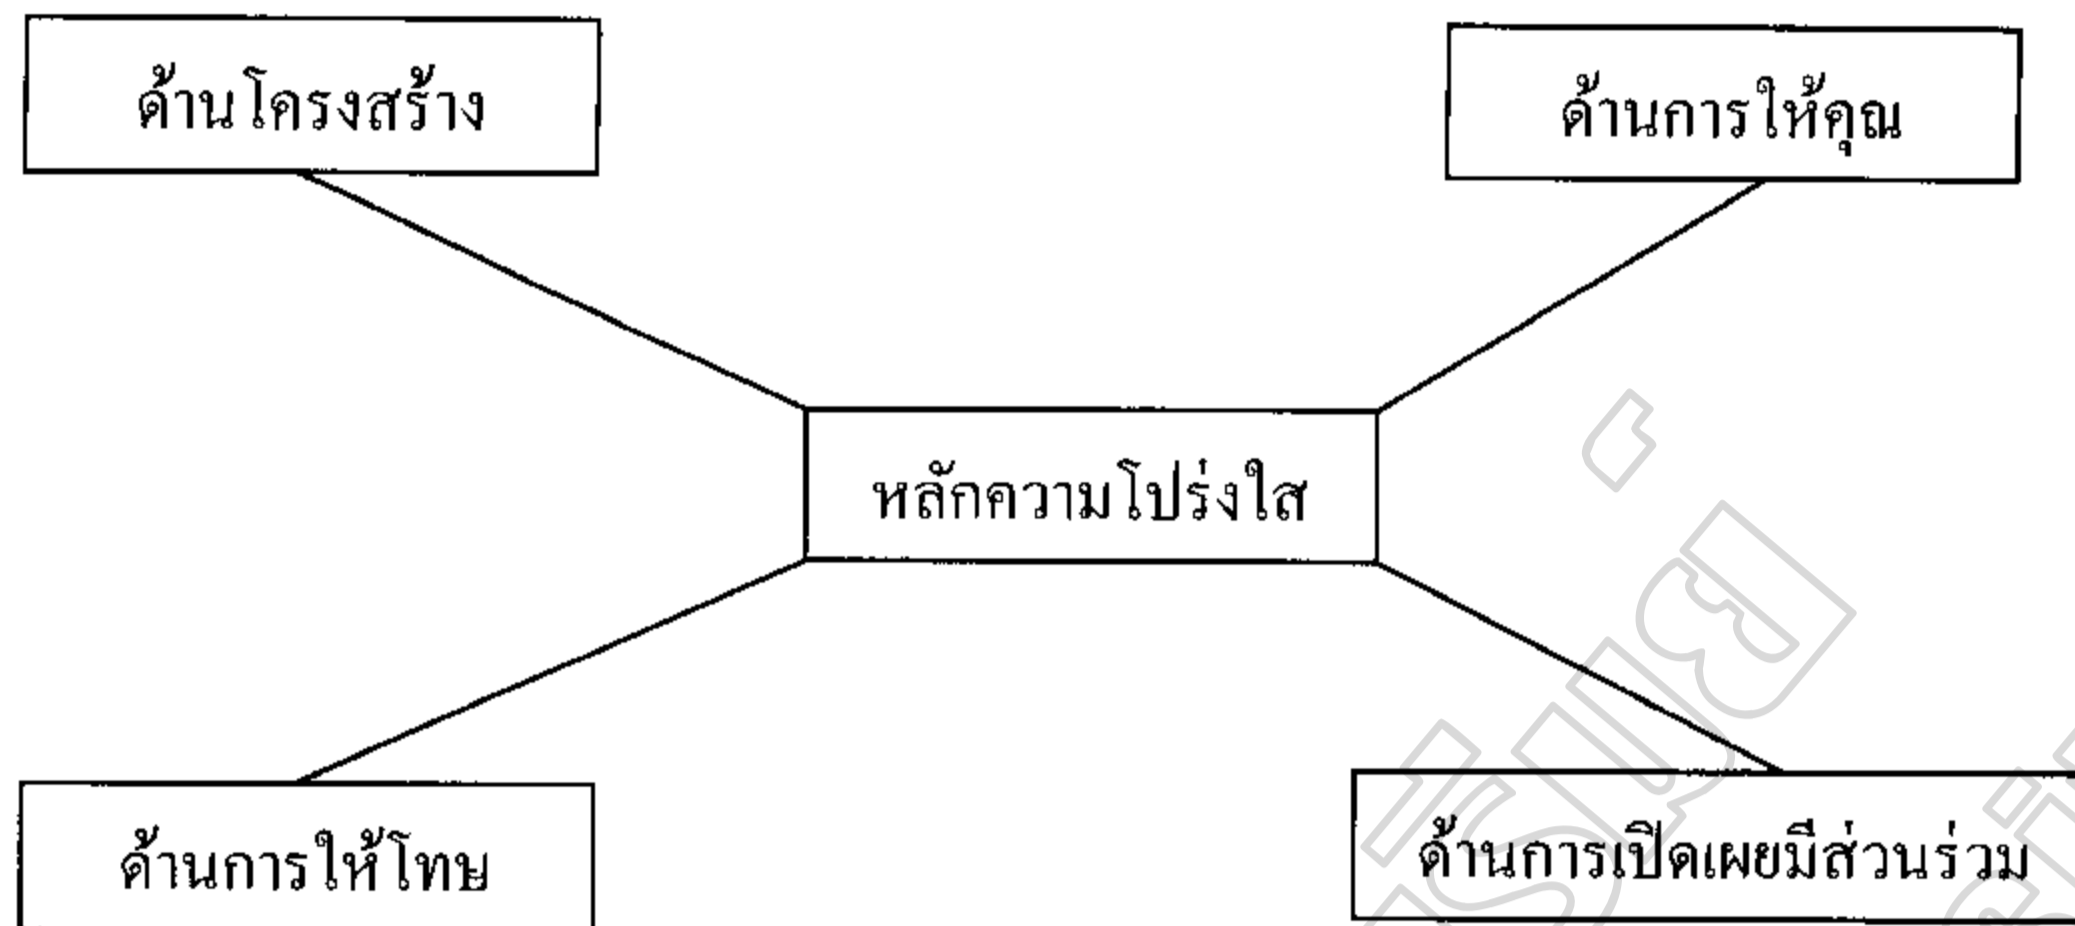 ด้านโครงสร้าง
ด้านการให้คุณ
หลักความโปร่งใส
ด้านการให้โทษ
ด้านการเปิดเผยมีส่วนร่วม